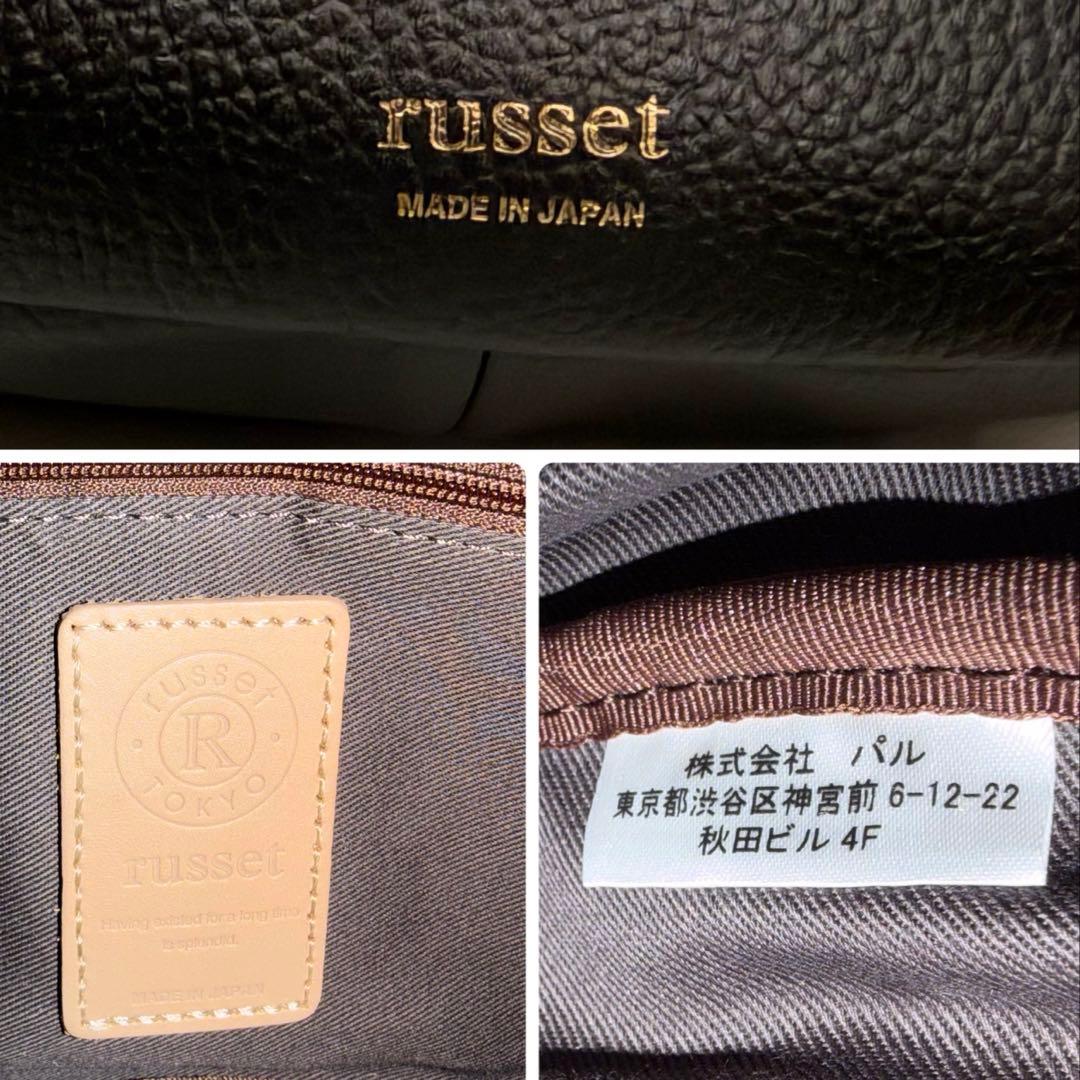 russet
MADE IN JAPAN
russet
R
TOKYO
russet
Having existed for a long time
is splendid.
MADE IN JAPAN
株式会社 パル
東京都渋谷区神宮前 6-12-22
秋田ビル 4F